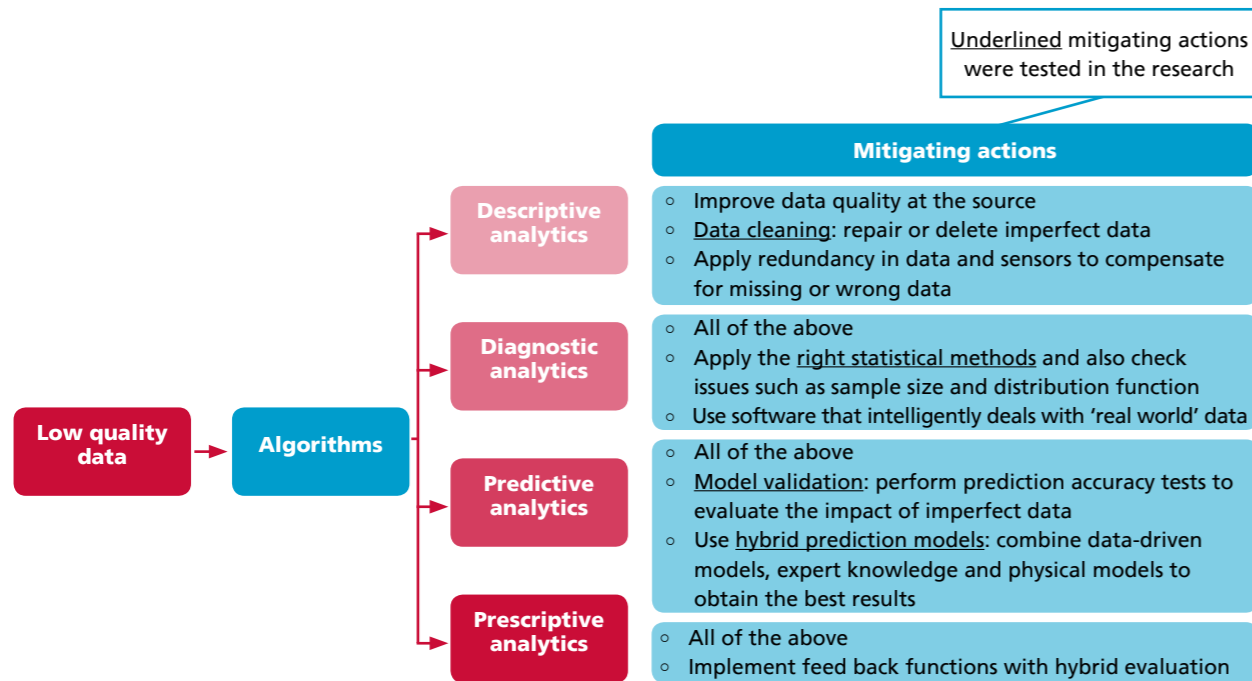 Underlined mitigating actions
were tested in the research
Mitigating actions
Descriptive
analytics
◦ Improve data quality at the source
◦ Data cleaning: repair or delete imperfect data
◦ Apply redundancy in data and sensors to compensate
for missing or wrong data
Diagnostic
analytics
◦ All of the above
◦ Apply the right statistical methods and also check
issues such as sample size and distribution function
◦ Use software that intelligently deals with ‘real world’ data
Low quality
data
Algorithms
Predictive
analytics
◦ All of the above
◦ Model validation: perform prediction accuracy tests to
evaluate the impact of imperfect data
◦ Use hybrid prediction models: combine data-driven
models, expert knowledge and physical models to
obtain the best results
Prescriptive
analytics
◦ All of the above
◦ Implement feed back functions with hybrid evaluation